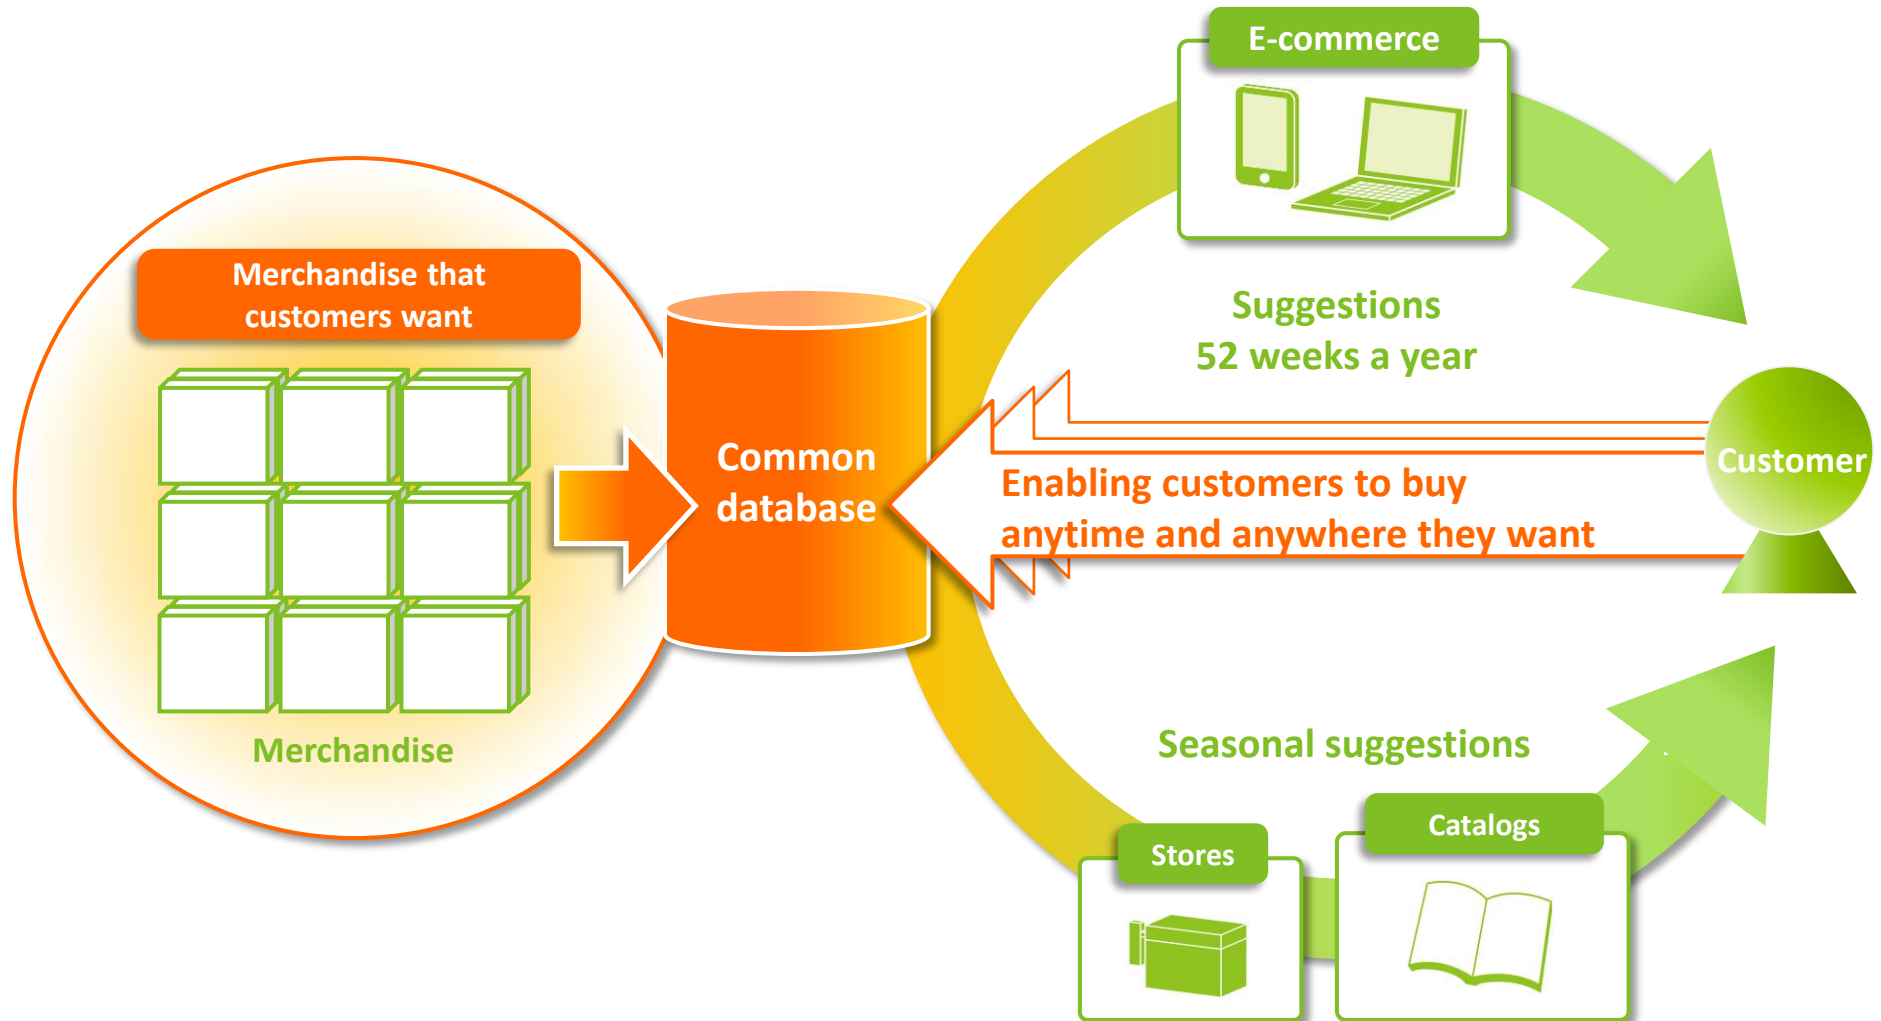 E-commerce
Merchandise that
customers want
Suggestions
52 weeks a year
Common
database
Customer
Enabling customers to buy
anytime and anywhere they want
Merchandise
Seasonal suggestions
Stores
Catalogs